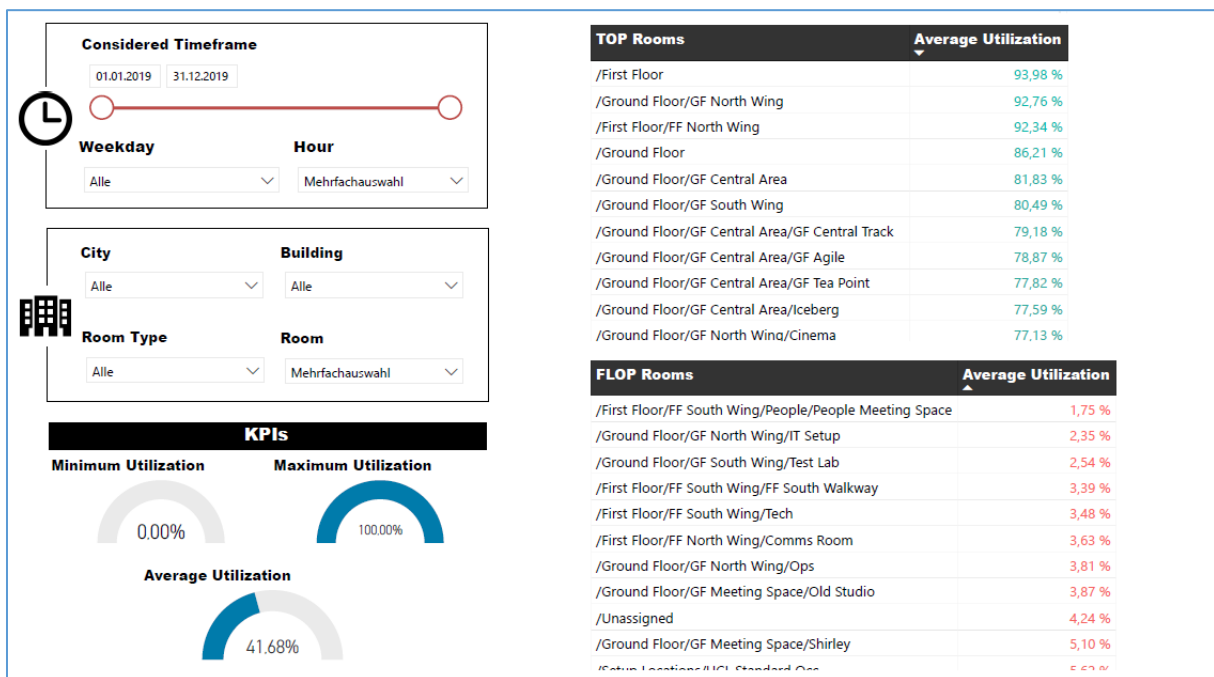 Considered Timeframe
01.01.2019 31.12.2019
Weekday Hour
Alle Mehrfachauswahl
City Building
Alle Alle
Room Type Room
Alle Mehrfachauswahl
KPIs
Minimum Utilization Maximum Utilization
0.00% 100.00%
Average Utilization
41.68%
TOP Rooms Average Utilization
/First Floor 93,98 %
/Ground Floor/GF North Wing 92,76 %
/First Floor/FF North Wing 92,34 %
/Ground Floor 86,21 %
/Ground Floor/GF Central Area 81,83 %
/Ground Floor/GF South Wing 80,49 %
/Ground Floor/GF Central Area/GF Central Track 79,18 %
/Ground Floor/GF Central Area/GF Agile 78,87 %
/Ground Floor/GF Central Area/GF Tea Point 77,82 %
/Ground Floor/GF Central Area/Iceberg 77,59 %
/Ground Floor/GF North Wing/Cinema 77,13 %
FLOP Rooms Average Utilization
/First Floor/FF South Wing/People/People Meeting Space 1,75 %
/Ground Floor/GF North Wing/IT Setup 2,35 %
/Ground Floor/GF South Wing/Test Lab 2,54 %
/First Floor/FF South Wing/FF South Walkway 3,39 %
/First Floor/FF South Wing/Tech 3,48 %
/First Floor/FF North Wing/Comms Room 3,63 %
/Ground Floor/GF North Wing/Ops 3,81 %
/Ground Floor/GF Meeting Space/Old Studio 3,87 %
/Unassigned 4,24 %
/Ground Floor/GF Meeting Space/Shirley 5,10 %